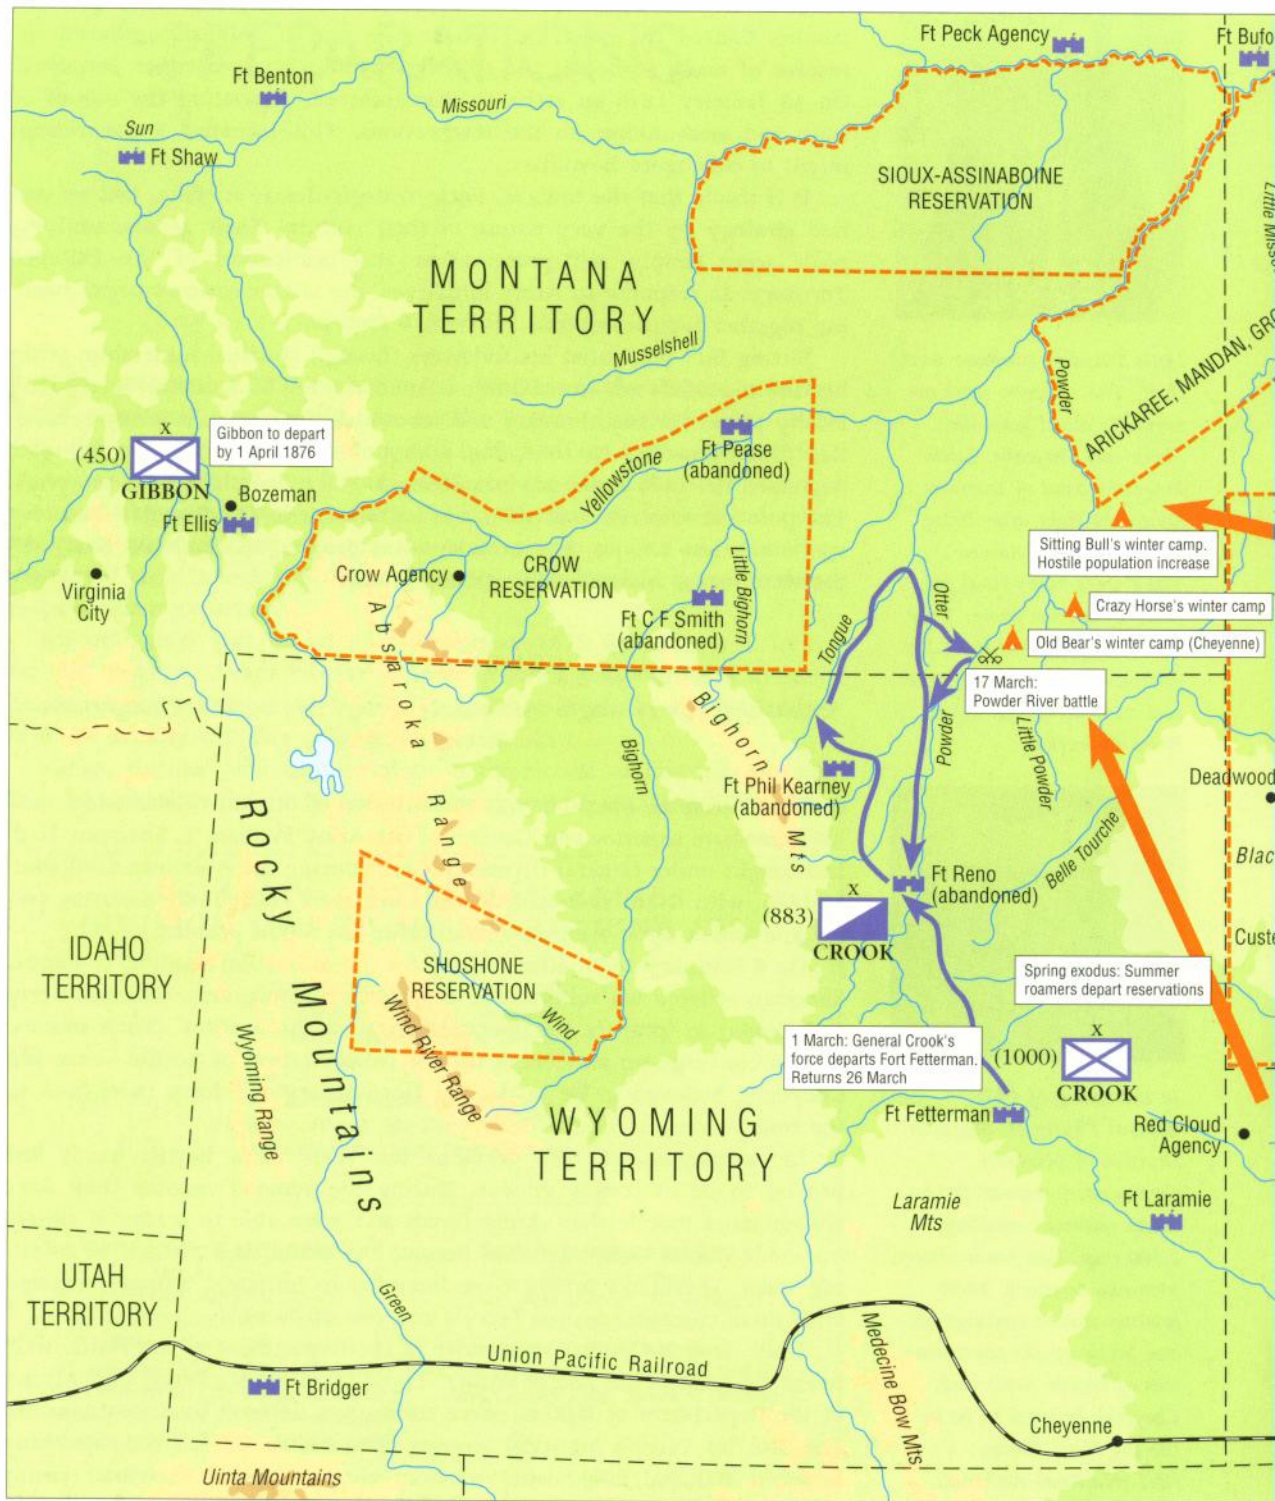 Ft Peck Agency
Ft Bufo
Ft Benton
Missouri
Sun
Ft Shaw
SIOUX-ASSINABOINE
RESERVATION
Little Misso
MONTANA
TERRITORY
Musselshell
Powder
ARICKAREE, MANDAN, GRO
X
(450)
GIBBON
Gibbon to depart
by 1 April 1876
Bozeman
Ft Ellis
Ft Pease
(abandoned)
Yellowstone
Virginia
City
Crow Agency
CROW
RESERVATION
Little Bighorn
Ft C F Smith
(abandoned)
Sitting Bull's winter camp.
Hostile population increase
Crazy Horse's winter camp
Old Bear's winter camp (Cheyenne)
Otter
Tongue
17 March:
Powder River battle
Absaroka Range
Bighorn
Bighorn Mts
Powder
Little Powder
Ft Phil Kearney
(abandoned)
Deadwood
Belle Tourche
Blac
Rocky Mountains
Ft Reno
(abandoned)
X
(883)
CROOK
Custe
IDAHO
TERRITORY
SHOSHONE
RESERVATION
Wind
Wind River Range
Wyoming Range
Spring exodus: Summer
roamers depart reservations
1 March: General Crook's
force departs Fort Fetterman.
Returns 26 March
X
(1000)
CROOK
Ft Fetterman
Red Cloud
Agency
WYOMING
TERRITORY
Laramie
Mts
Ft Laramie
UTAH
TERRITORY
Green
Union Pacific Railroad
Ft Bridger
Medecine Bow Mts
Cheyenne
Uinta Mountains